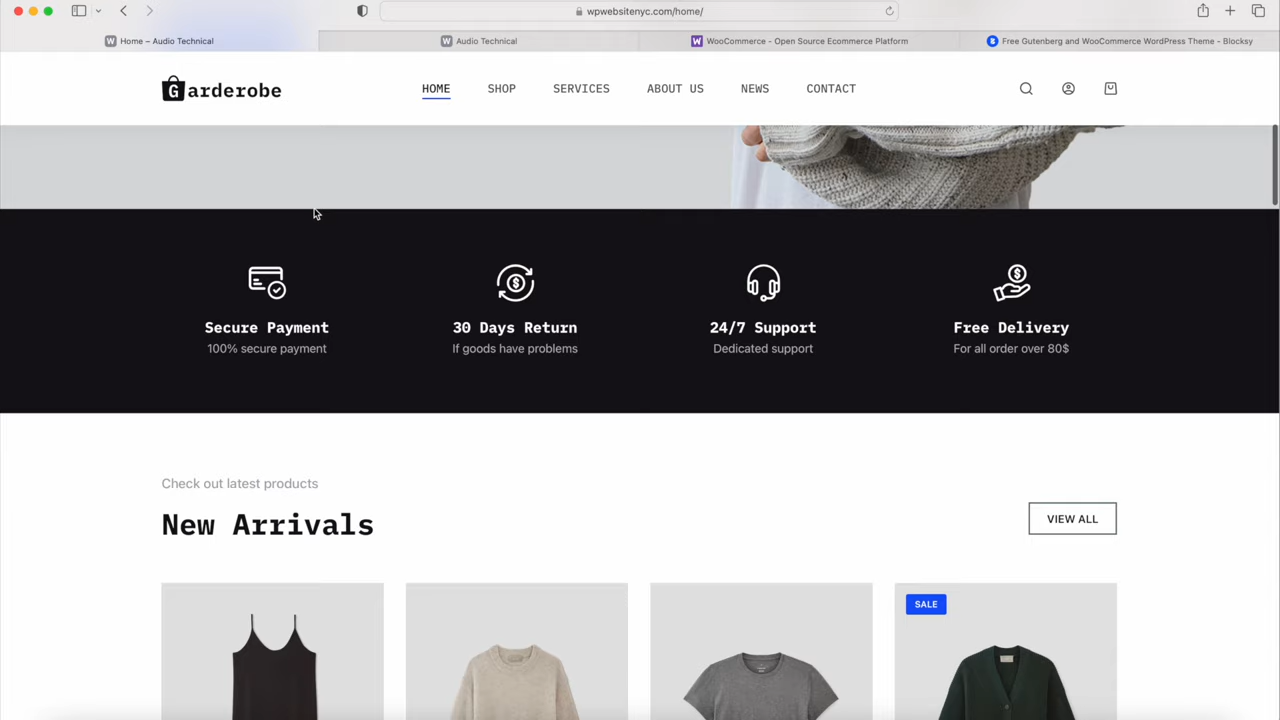 wpwebsitenyc.com/home/
Home – Audio Technical
Audio Technical
WooCommerce - Open Source Ecommerce Platform
Free Gutenberg and WooCommerce WordPress Theme - Blocksy
Garderobe
HOME
SHOP
SERVICES
ABOUT US
NEWS
CONTACT
Secure Payment
100% secure payment
30 Days Return
If goods have problems
24/7 Support
Dedicated support
Free Delivery
For all order over 80$
Check out latest products
New Arrivals
VIEW ALL
SALE